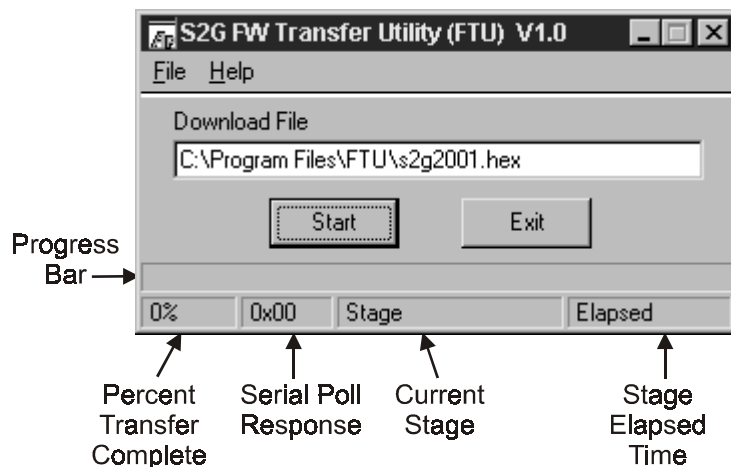 S2G FW Transfer Utility (FTU) V1.0
File Help
Download File
C:\Program Files\FTU\s2g2001.hex
Start Exit
Progress
Bar
0% 0x00 Stage Elapsed
Percent
Transfer
Complete
Serial Poll
Response
Current
Stage
Stage
Elapsed
Time